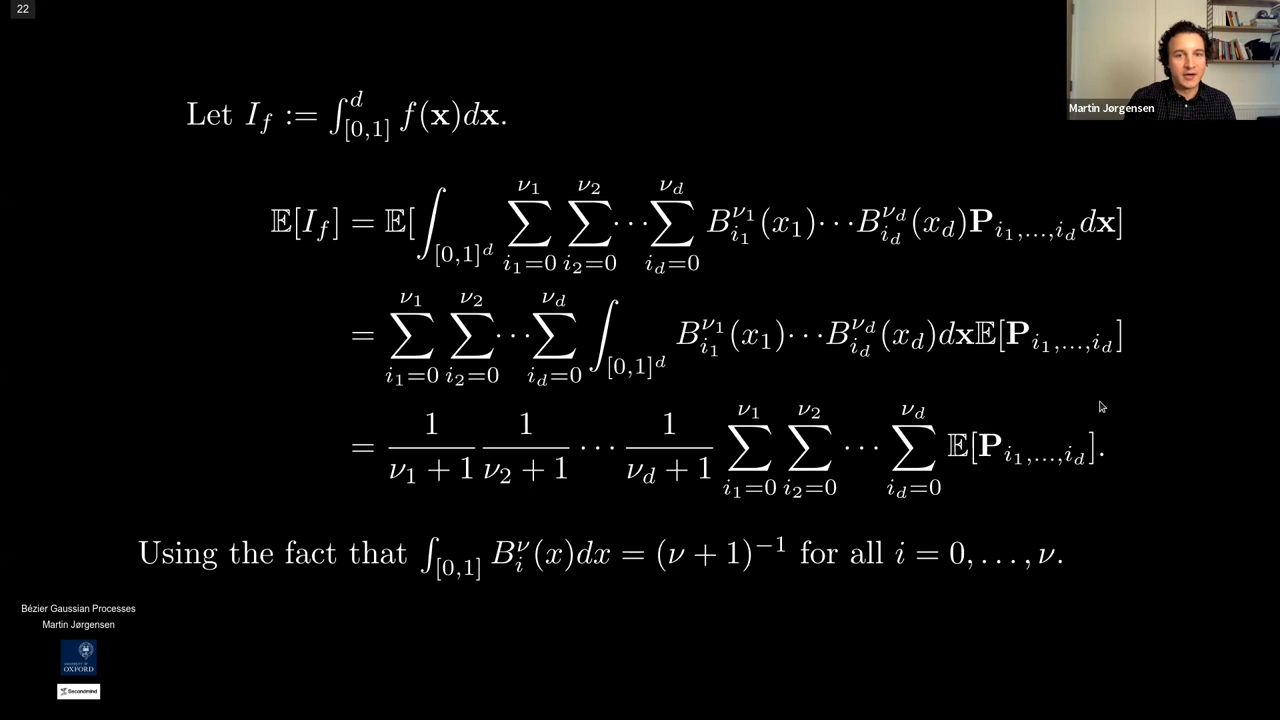 22
Martin Jørgensen
Let $I_f := \int_{[0,1]}^{d} f(\mathbf{x})d\mathbf{x}.$
$\mathbb{E}[I_f] = \mathbb{E}[\int_{[0,1]^d} \sum_{i_1=0}^{\nu_1} \sum_{i_2=0}^{\nu_2} \cdots \sum_{i_d=0}^{\nu_d} B_{i_1}^{\nu_1}(x_1) \cdots B_{i_d}^{\nu_d}(x_d) \mathbf{P}_{i_1,\ldots,i_d} d\mathbf{x}]$
$= \sum_{i_1=0}^{\nu_1} \sum_{i_2=0}^{\nu_2} \cdots \sum_{i_d=0}^{\nu_d} \int_{[0,1]^d} B_{i_1}^{\nu_1}(x_1) \cdots B_{i_d}^{\nu_d}(x_d) d\mathbf{x} \mathbb{E}[\mathbf{P}_{i_1,\ldots,i_d}]$
$= \frac{1}{\nu_1+1} \frac{1}{\nu_2+1} \cdots \frac{1}{\nu_d+1} \sum_{i_1=0}^{\nu_1} \sum_{i_2=0}^{\nu_2} \cdots \sum_{i_d=0}^{\nu_d} \mathbb{E}[\mathbf{P}_{i_1,\ldots,i_d}].$
Using the fact that $\int_{[0,1]} B_i^{\nu}(x)dx = (\nu+1)^{-1}$ for all $i = 0, \ldots, \nu.$
Bézier Gaussian Processes
Martin Jørgensen
UNIVERSITY OF
OXFORD
Secondmind